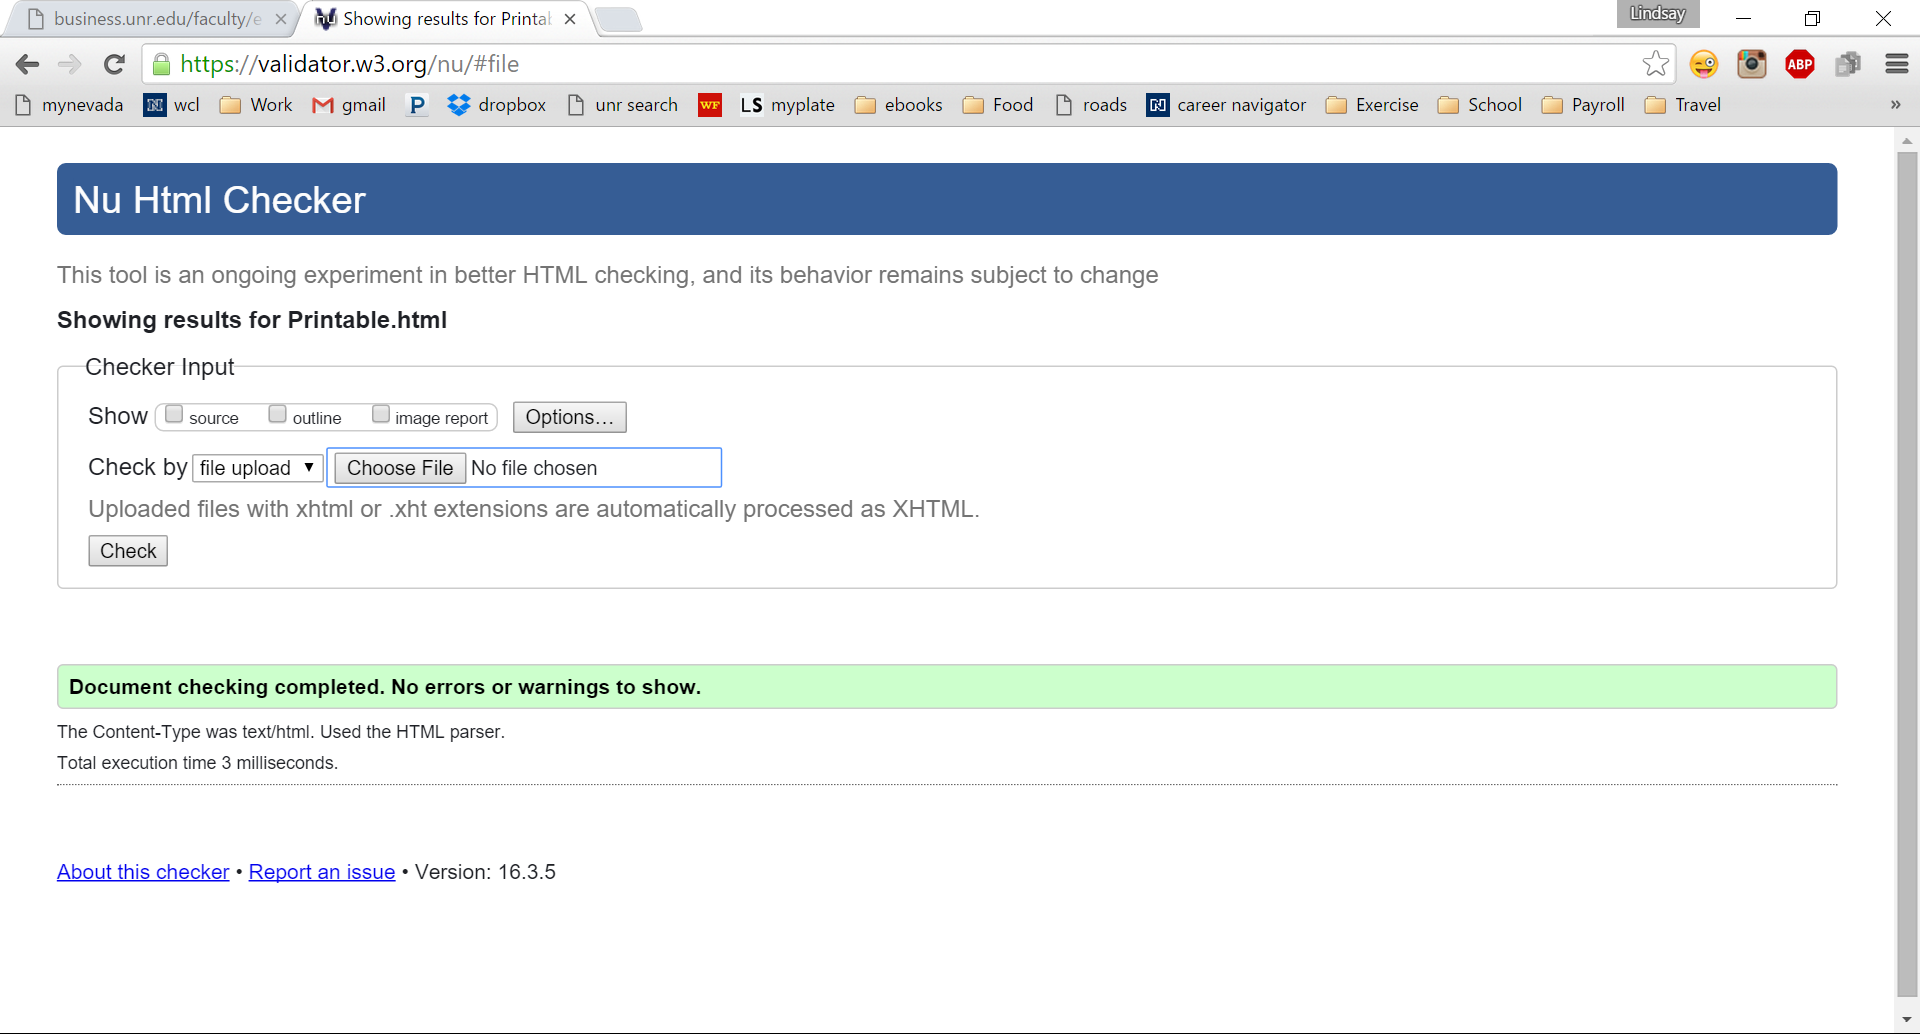 business.unr.edu/faculty/e
nu Showing results for Printab
Lindsay
https://validator.w3.org/nu/#file
ABP
mynevada N wcl Work gmail P dropbox unr search WF LS myplate ebooks Food roads N career navigator Exercise School Payroll Travel »
Nu Html Checker
This tool is an ongoing experiment in better HTML checking, and its behavior remains subject to change
Showing results for Printable.html
Checker Input
Show source outline image report Options...
Check by file upload Choose File No file chosen
Uploaded files with xhtml or .xht extensions are automatically processed as XHTML.
Check
Document checking completed. No errors or warnings to show.
The Content-Type was text/html. Used the HTML parser.
Total execution time 3 milliseconds.
About this checker • Report an issue • Version: 16.3.5